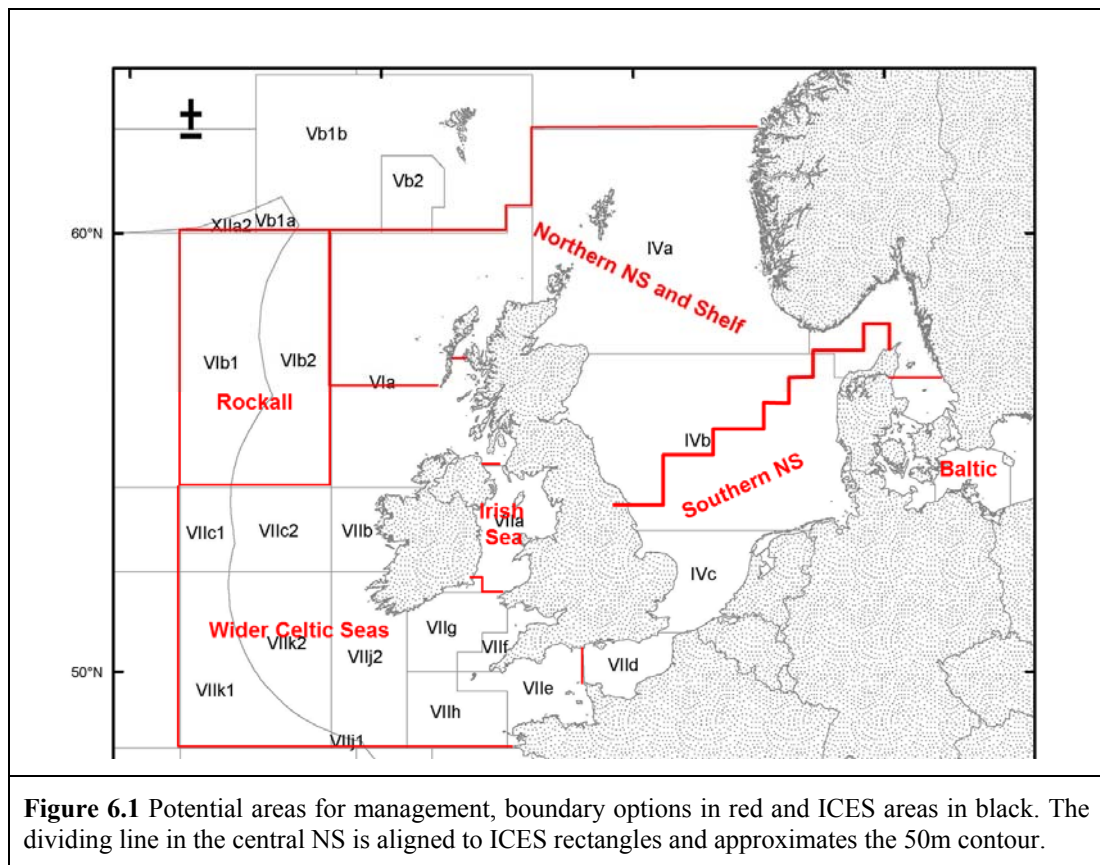 ±
Vb1b
Vb2
XIIa2
Vb1a
60°N
Northern NS and Shelf
IVa
VIb1
VIb2
VIa
Rockall
IVb
Southern NS
Baltic
Irish
VIIa
Sea
VIIc1
VIIc2
VIIb
IVc
Wider Celtic Seas
VIIg
VIIk2
VIIj2
VIIf
VIId
50°N
VIIk1
VIIe
VIIh
VIIj1
Figure 6.1 Potential areas for management, boundary options in red and ICES areas in black. The
dividing line in the central NS is aligned to ICES rectangles and approximates the 50m contour.